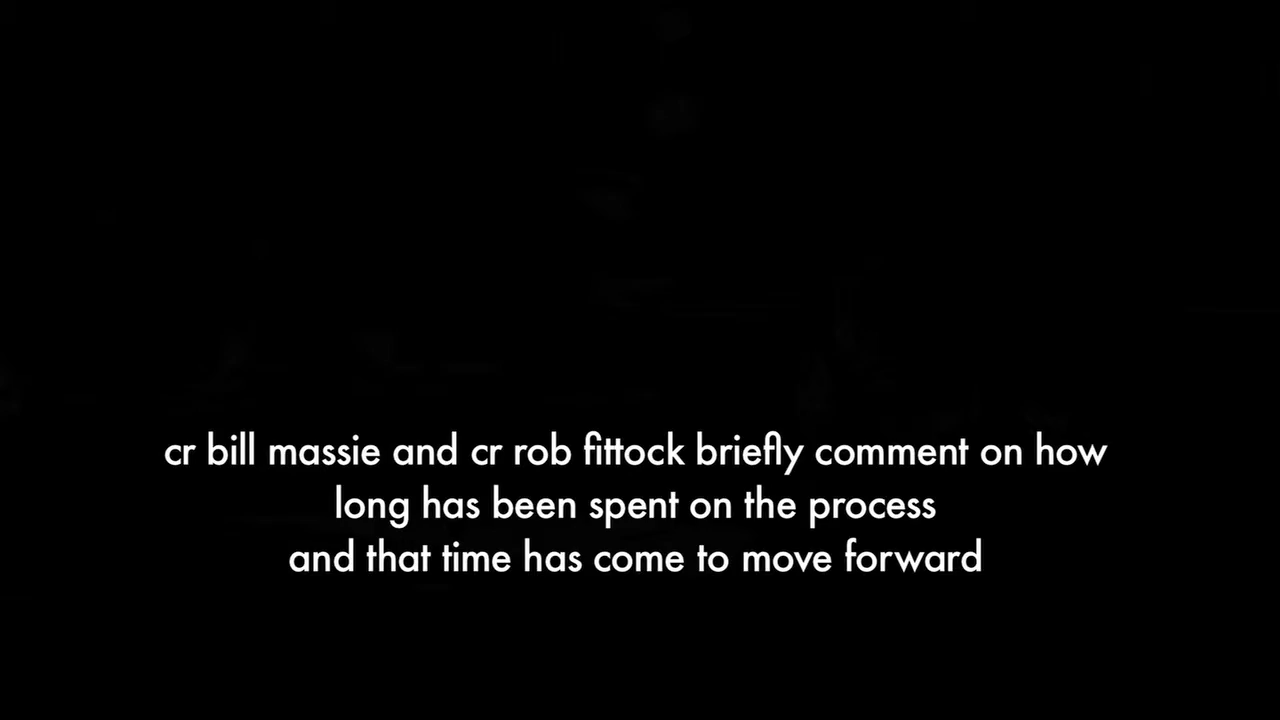 cr bill massie and cr rob fittock briefly comment on how
long has been spent on the process
and that time has come to move forward